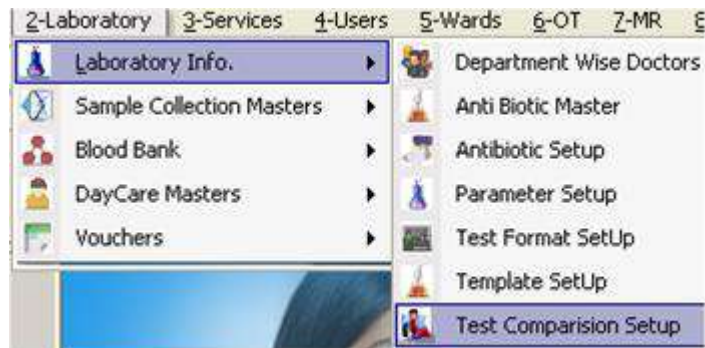 2-Laboratory 3-Services 4-Users 5-Wards 6-OT 7-MR
Laboratory Info.
Sample Collection Masters
Blood Bank
DayCare Masters
Vouchers
Department Wise Doctors
Anti Biotic Master
Antibiotic Setup
Parameter Setup
Test Format SetUp
Template SetUp
Test Comparision Setup